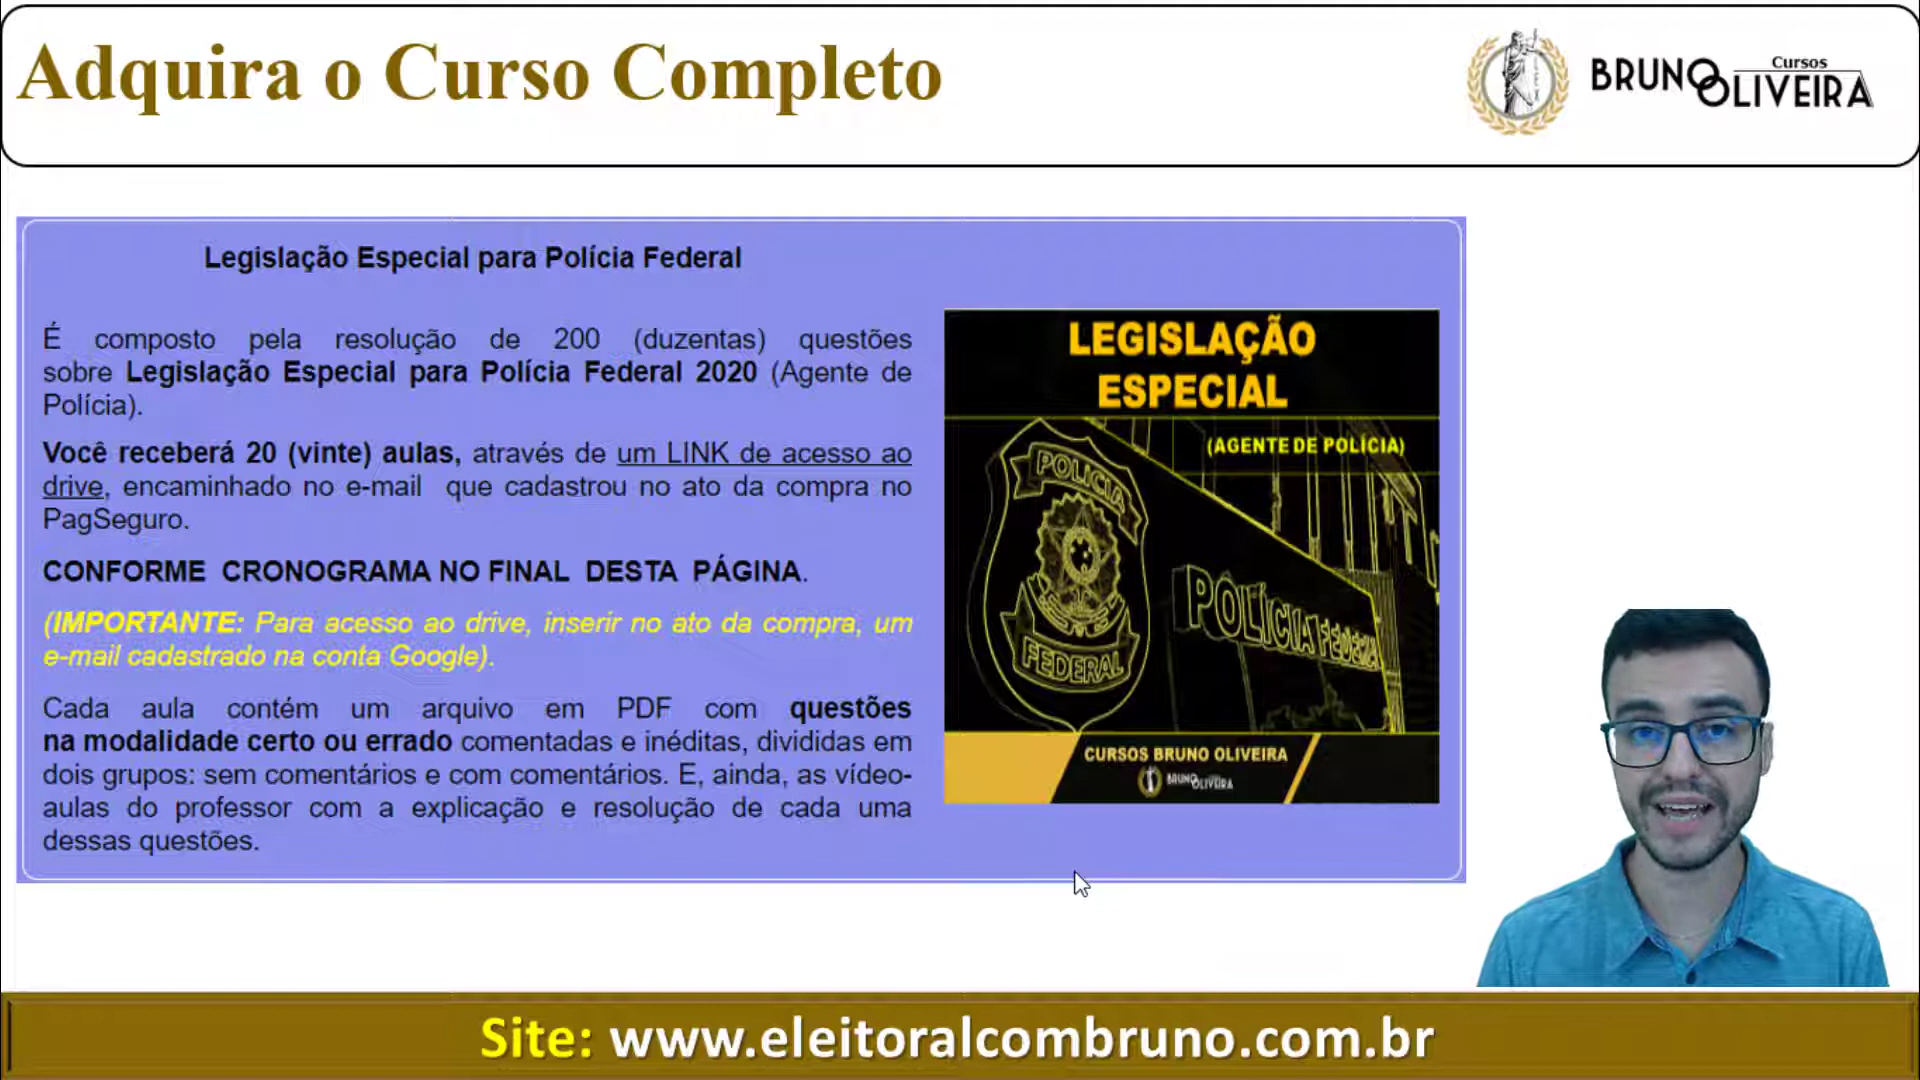 Adquira o Curso Completo
Cursos
BRUNO
OLIVEIRA
Legislação Especial para Polícia Federal
É composto pela resolução de 200 (duzentas) questões
sobre Legislação Especial para Polícia Federal 2020 (Agente de
Polícia).
Você receberá 20 (vinte) aulas, através de um LINK de acesso ao
drive, encaminhado no e-mail que cadastrou no ato da compra no
PagSeguro.
CONFORME CRONOGRAMA NO FINAL DESTA PÁGINA.
(IMPORTANTE: Para acesso ao drive, inserir no ato da compra, um
e-mail cadastrado na conta Google).
Cada aula contém um arquivo em PDF com questões
na modalidade certo ou errado comentadas e inéditas, divididas em
dois grupos: sem comentários e com comentários. E, ainda, as vídeo-
aulas do professor com a explicação e resolução de cada uma
dessas questões.
LEGISLAÇÃO
ESPECIAL
(AGENTE DE POLÍCIA)
POLÍCIA
FEDERAL
POLÍCIA FEDERAL
CURSOS BRUNO OLIVEIRA
BRUNO
OLIVEIRA
Site: www.eleitoralcombruno.com.br